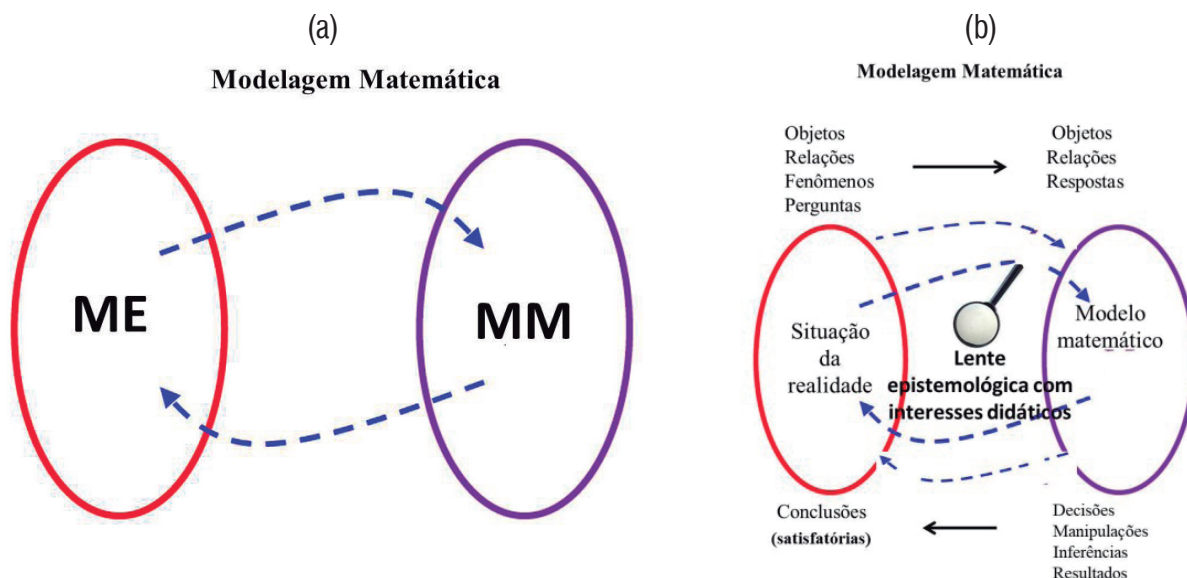 (a)
Modelagem Matemática
ME
MM
(b)
Modelagem Matemática
Objetos
Relações
Fenômenos
Perguntas
Objetos
Relações
Respostas
Situação
da
realidade
Lente
epistemológica com
interesses didáticos
Modelo
matemático
Conclusões
(satisfatórias)
Decisões
Manipulações
Inferências
Resultados